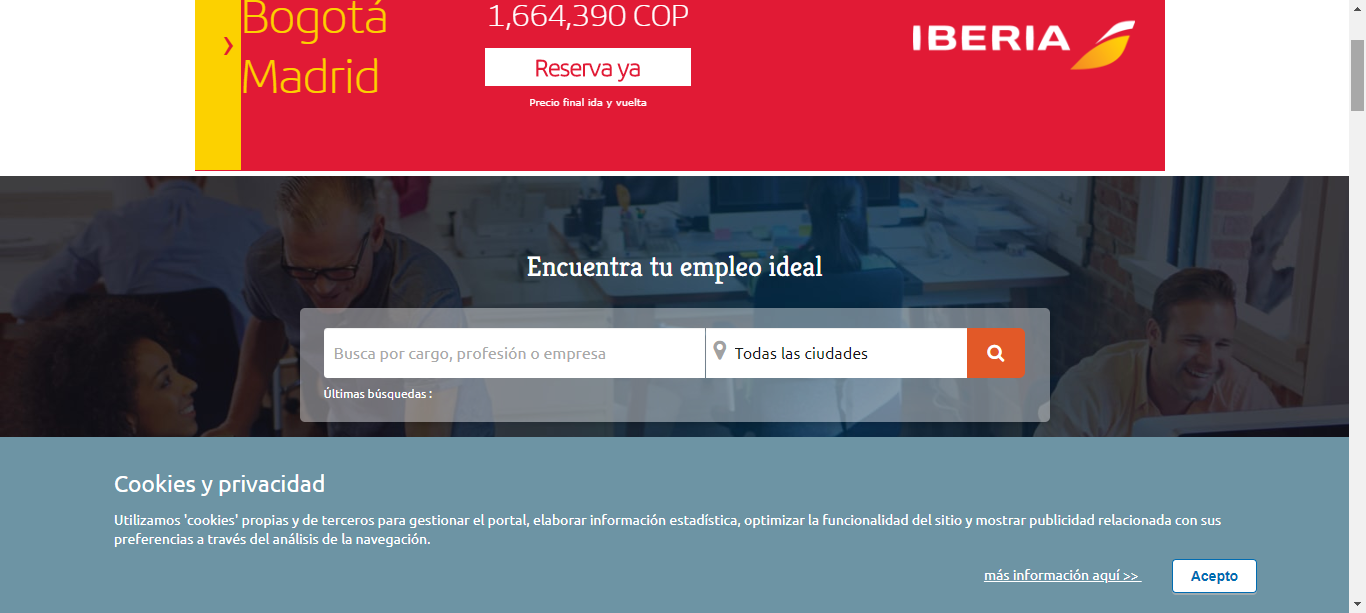 Bogotá
Madrid
1,664,390 COP
Reserva ya
Precio final ida y vuelta
IBERIA
Encuentra tu empleo ideal
Busca por cargo, profesión o empresa
Todas las ciudades
Últimas búsquedas :
Cookies y privacidad
Utilizamos 'cookies' propias y de terceros para gestionar el portal, elaborar información estadística, optimizar la funcionalidad del sitio y mostrar publicidad relacionada con sus
preferencias a través del análisis de la navegación.
más información aquí >>
Acepto